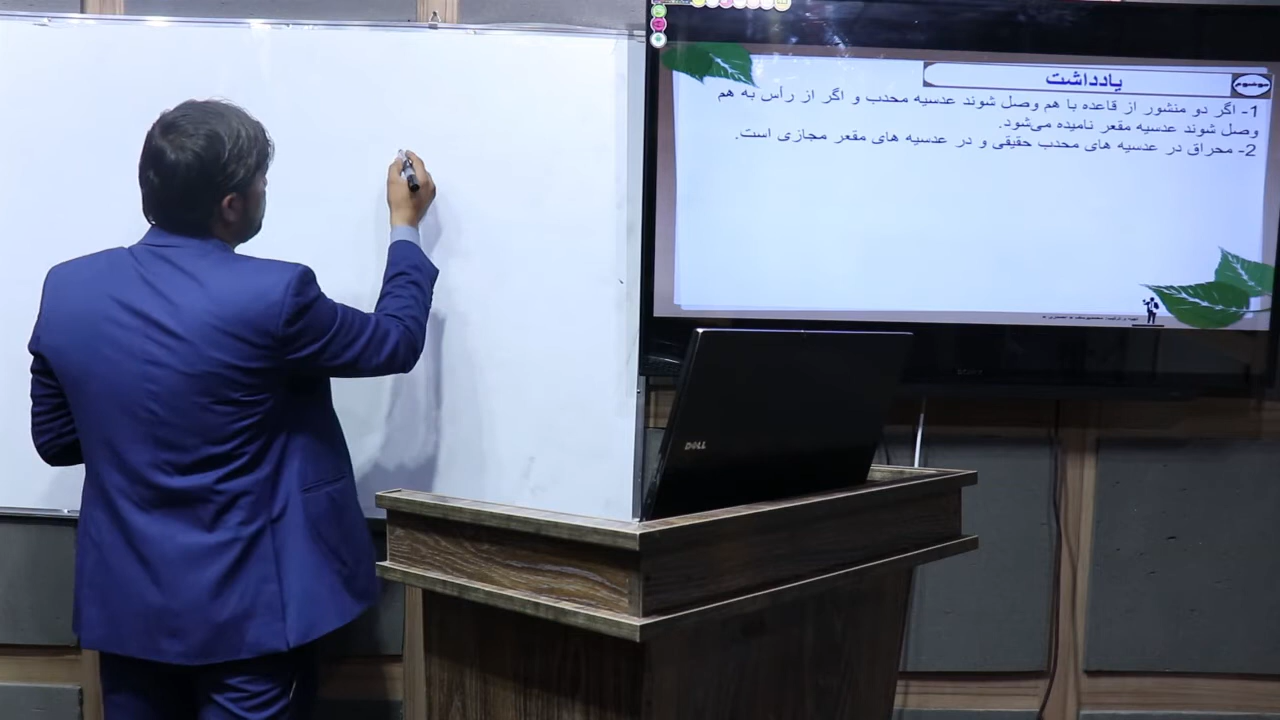 موضوع
یادداشت
1- اگر دو منشور از قاعده با هم وصل شوند عدسیه محدب و اگر از رأس به هم
وصل شوند عدسیه مقعر نامیده می‌شود.
2- محراق در عدسیه های محدب حقیقی و در عدسیه های مقعر مجازی است.
DELL